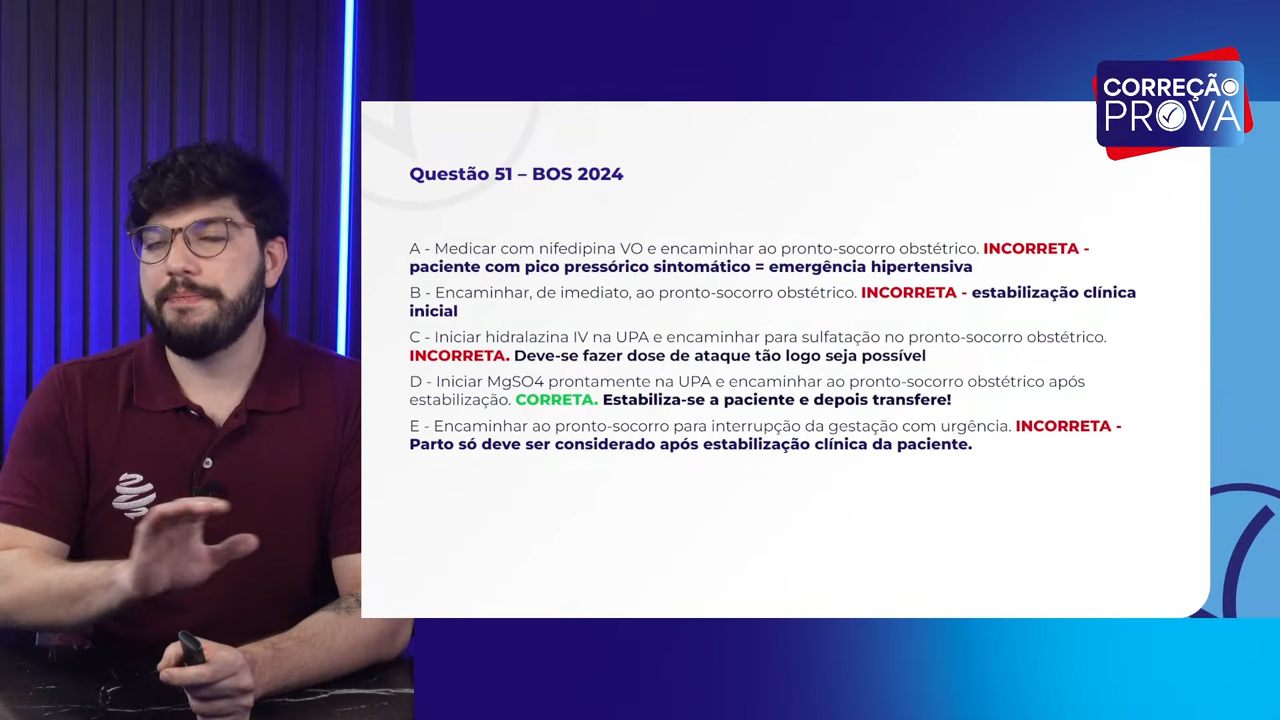 CORREÇÃO
PROVA
Questão 51 – BOS 2024
A - Medicar com nifedipina VO e encaminhar ao pronto-socorro obstétrico. INCORRETA -
paciente com pico pressórico sintomático = emergência hipertensiva
B - Encaminhar, de imediato, ao pronto-socorro obstétrico. INCORRETA - estabilização clínica
inicial
C - Iniciar hidralazina IV na UPA e encaminhar para sulfatação no pronto-socorro obstétrico.
INCORRETA. Deve-se fazer dose de ataque tão logo seja possível
D - Iniciar MgSO4 prontamente na UPA e encaminhar ao pronto-socorro obstétrico após
estabilização. CORRETA. Estabiliza-se a paciente e depois transfere!
E - Encaminhar ao pronto-socorro para interrupção da gestação com urgência. INCORRETA -
Parto só deve ser considerado após estabilização clínica da paciente.